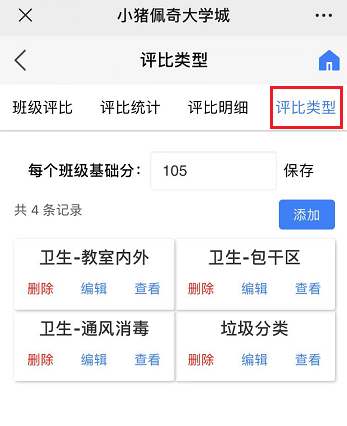 小猪佩奇大学城
评比类型
班级评比 评比统计 评比明细 评比类型
每个班级基础分： 105 保存
共 4 条记录
添加
卫生-教室内外 卫生-包干区
删除 编辑 查看 删除 编辑 查看
卫生-通风消毒 垃圾分类
删除 编辑 查看 删除 编辑 查看